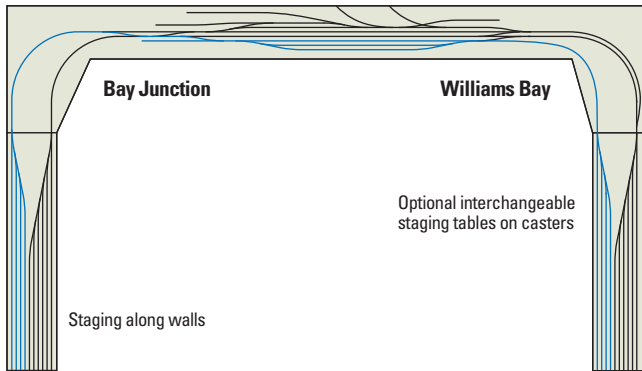 Bay Junction
Williams Bay
Optional interchangeable
staging tables on casters
Staging along walls